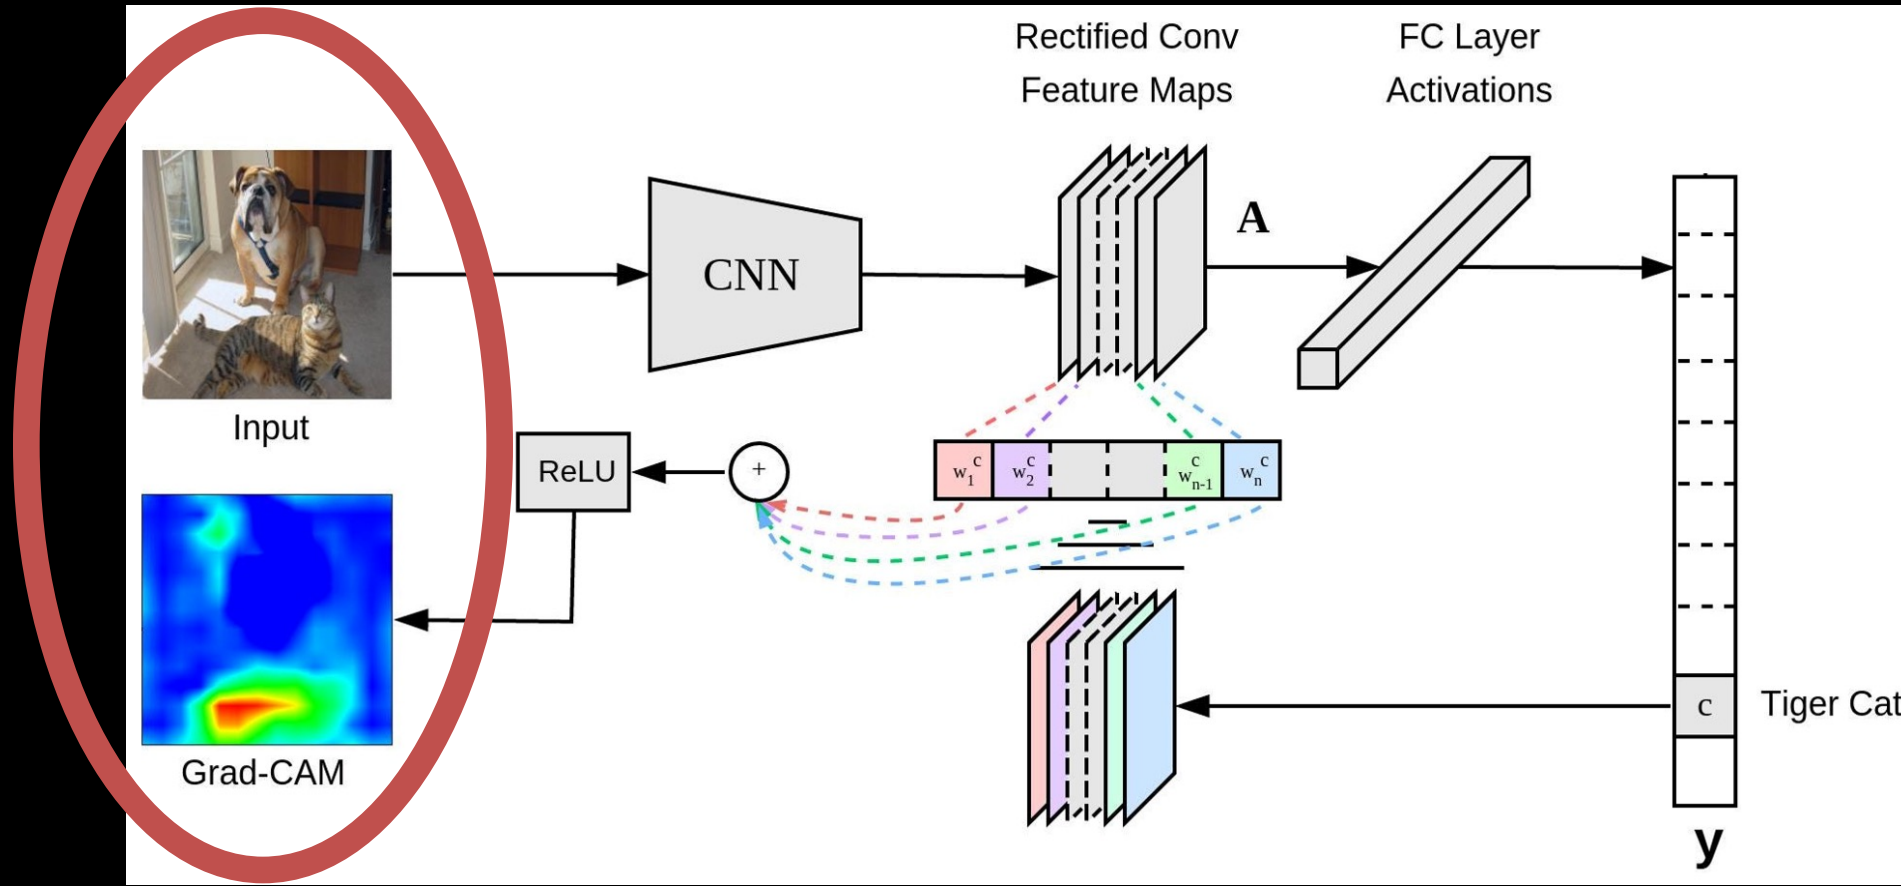 Rectified Conv
Feature Maps
FC Layer
Activations
Input
CNN
A
ReLU
+
w1c
w2c
wn-1c
wnc
Grad-CAM
c
Tiger Cat
y